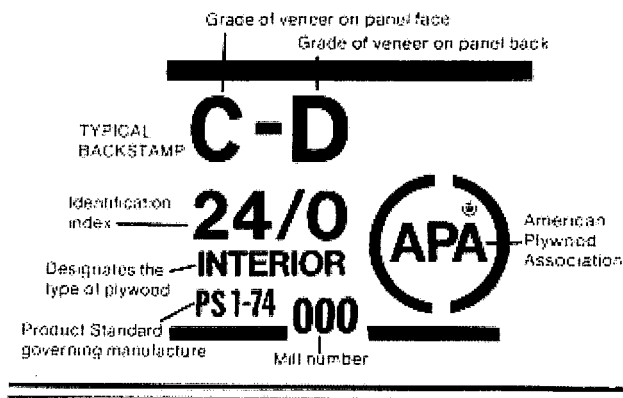 Grade of veneer on panel face
Grade of veneer on panel back
TYPICAL
BACKSTAMP
C-D
Identification
index
24/0
APA
American
Plywood
Association
Designates the
type of plywood
INTERIOR
PS 1-74
000
Product Standard
governing manufacture
Mill number